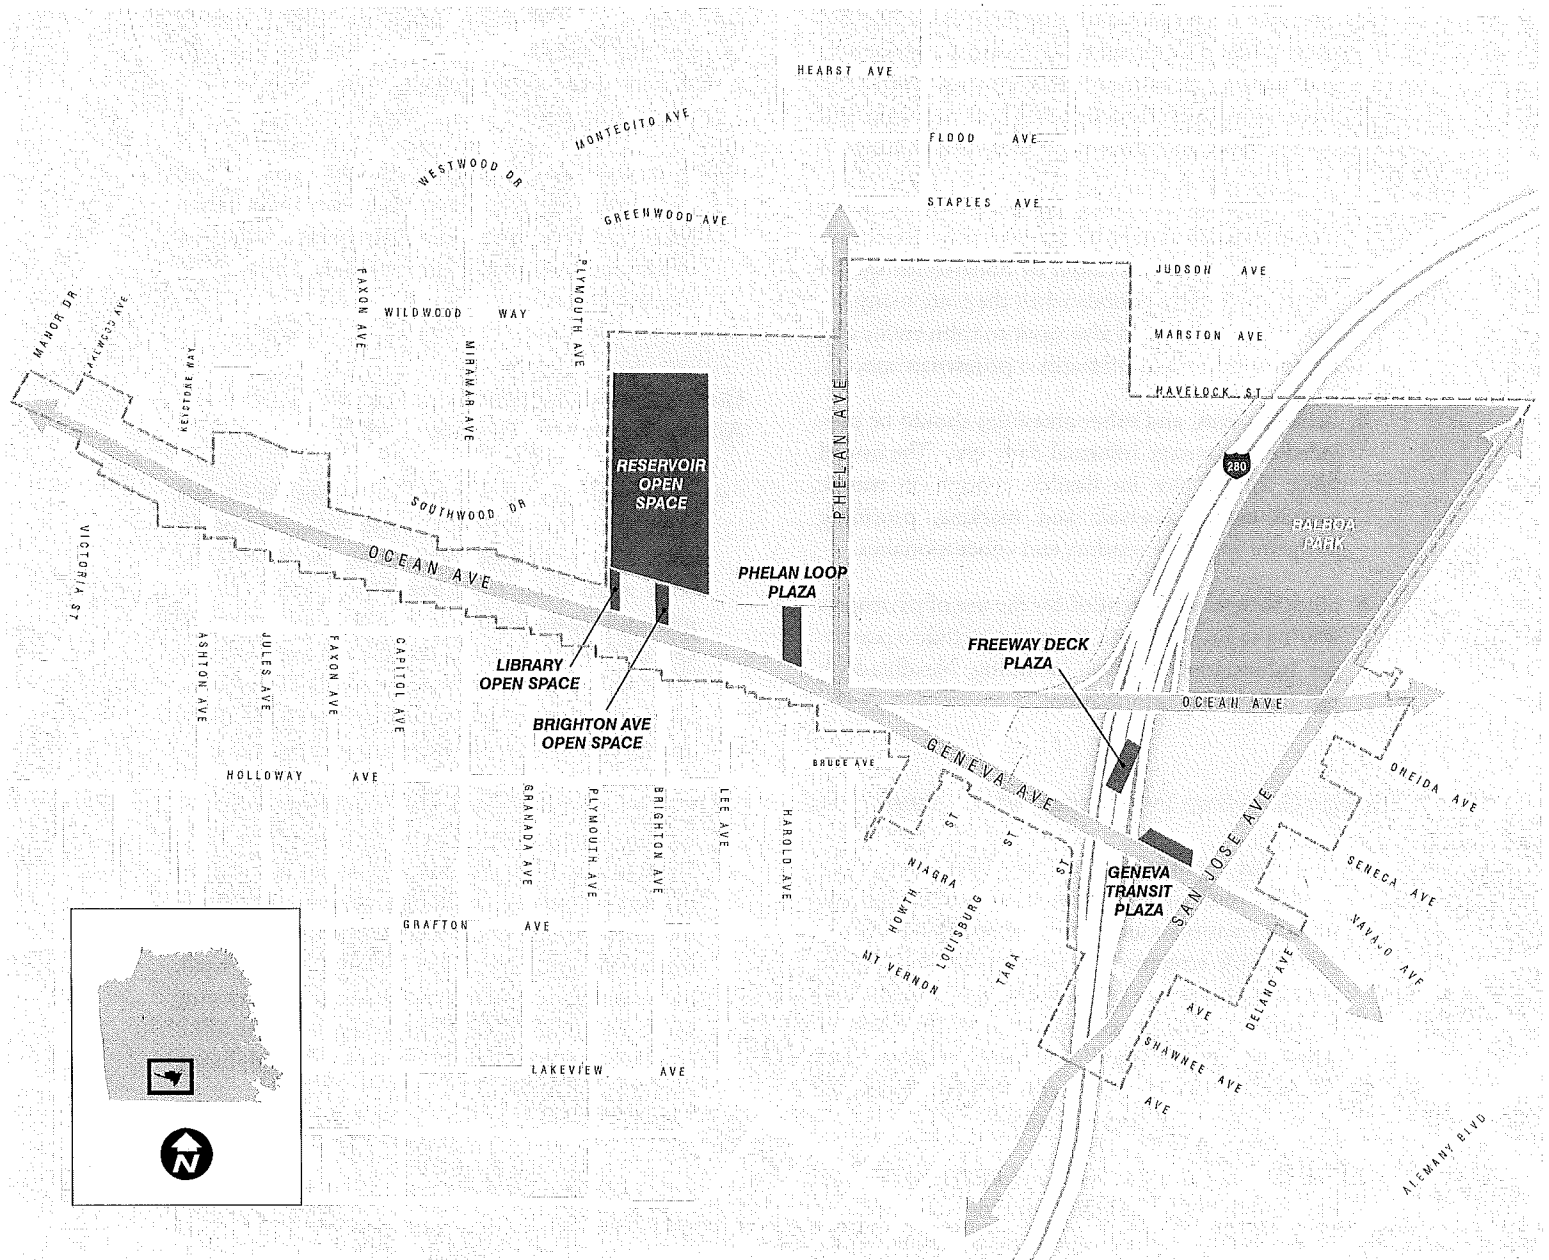 HEARST AVE
MONTECITO AVE
FLOOD AVE
WESTWOOD DR
STAPLES AVE
GREENWOOD AVE
JUDSON AVE
MANOR DR
FAXON AVE
WILDWOOD WAY
PLYMOUTH AVE
MARSTON AVE
KEYSTONE WAY
MIRAMAR AVE
PHELAN AVE
HAVELOCK ST
RESERVOIR
OPEN
SPACE
280
BALBOA
PARK
SOUTHWOOD DR
OCEAN AVE
VICTORIA ST
PHELAN LOOP
PLAZA
LIBRARY
OPEN SPACE
BRIGHTON AVE
OPEN SPACE
FREEWAY DECK
PLAZA
OCEAN AVE
ASHTON AVE
JULES AVE
FAXON AVE
CAPITOL AVE
HOLLOWAY AVE
BRUCE AVE
GENEVA AVE
ONEIDA AVE
GRANADA AVE
PLYMOUTH AVE
BRIGHTON AVE
LEE AVE
HAROLD AVE
ST
ST
ST
NIAGRA
HOWTH
LOUISBURG
TARA
MT VERNON
GENEVA
TRANSIT
PLAZA
SAN JOSE AVE
SENECA AVE
DELANO AVE
GRAFTON AVE
AVE
SHAWNEE AVE
AVE
LAKEVIEW AVE
ALEMANY BLVD
N